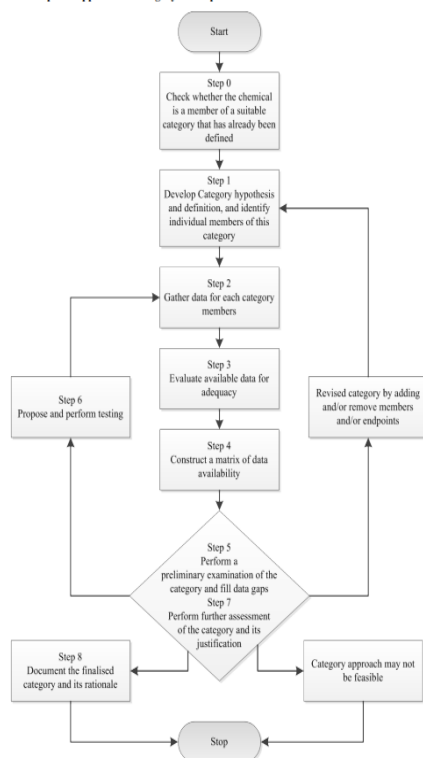 Start
Step 0
Check whether the chemical
is a member of a suitable
category that has already been
defined
Step 1
Develop Category hypothesis
and definition, and identify
individual members of this
category
Step 2
Gather data for each category
members
Step 3
Evaluate available data for
adequacy
Step 6
Propose and perform testing
Revised category by adding
and/or remove members
and/or endpoints
Step 4
Construct a matrix of data
availability
Step 5
Perform a
preliminary examination of the
category and fill data gaps
Step 7
Perform further assessment
of the category and its
justification
Step 8
Document the finalised
category and its rationale
Category approach may not
be feasible
Stop